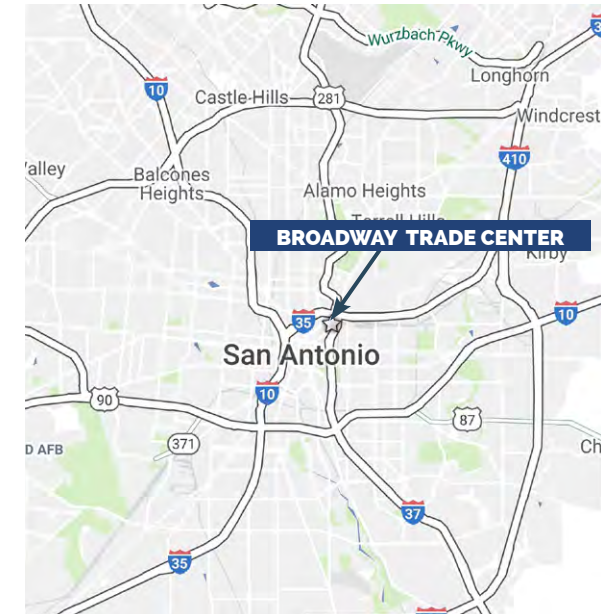 Wurzbach Pkwy
Longhorn
10
Castle Hills
281
Windcrest
410
alley
Balcones
Heights
Alamo Heights
Terrell Hills
BROADWAY TRADE CENTER
Kirby
35
10
San Antonio
10
90
87
371
D AFB
Ch
37
35